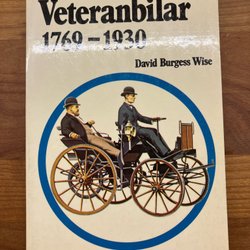 Veteranbilar
1769-1930
David Burgess Wise